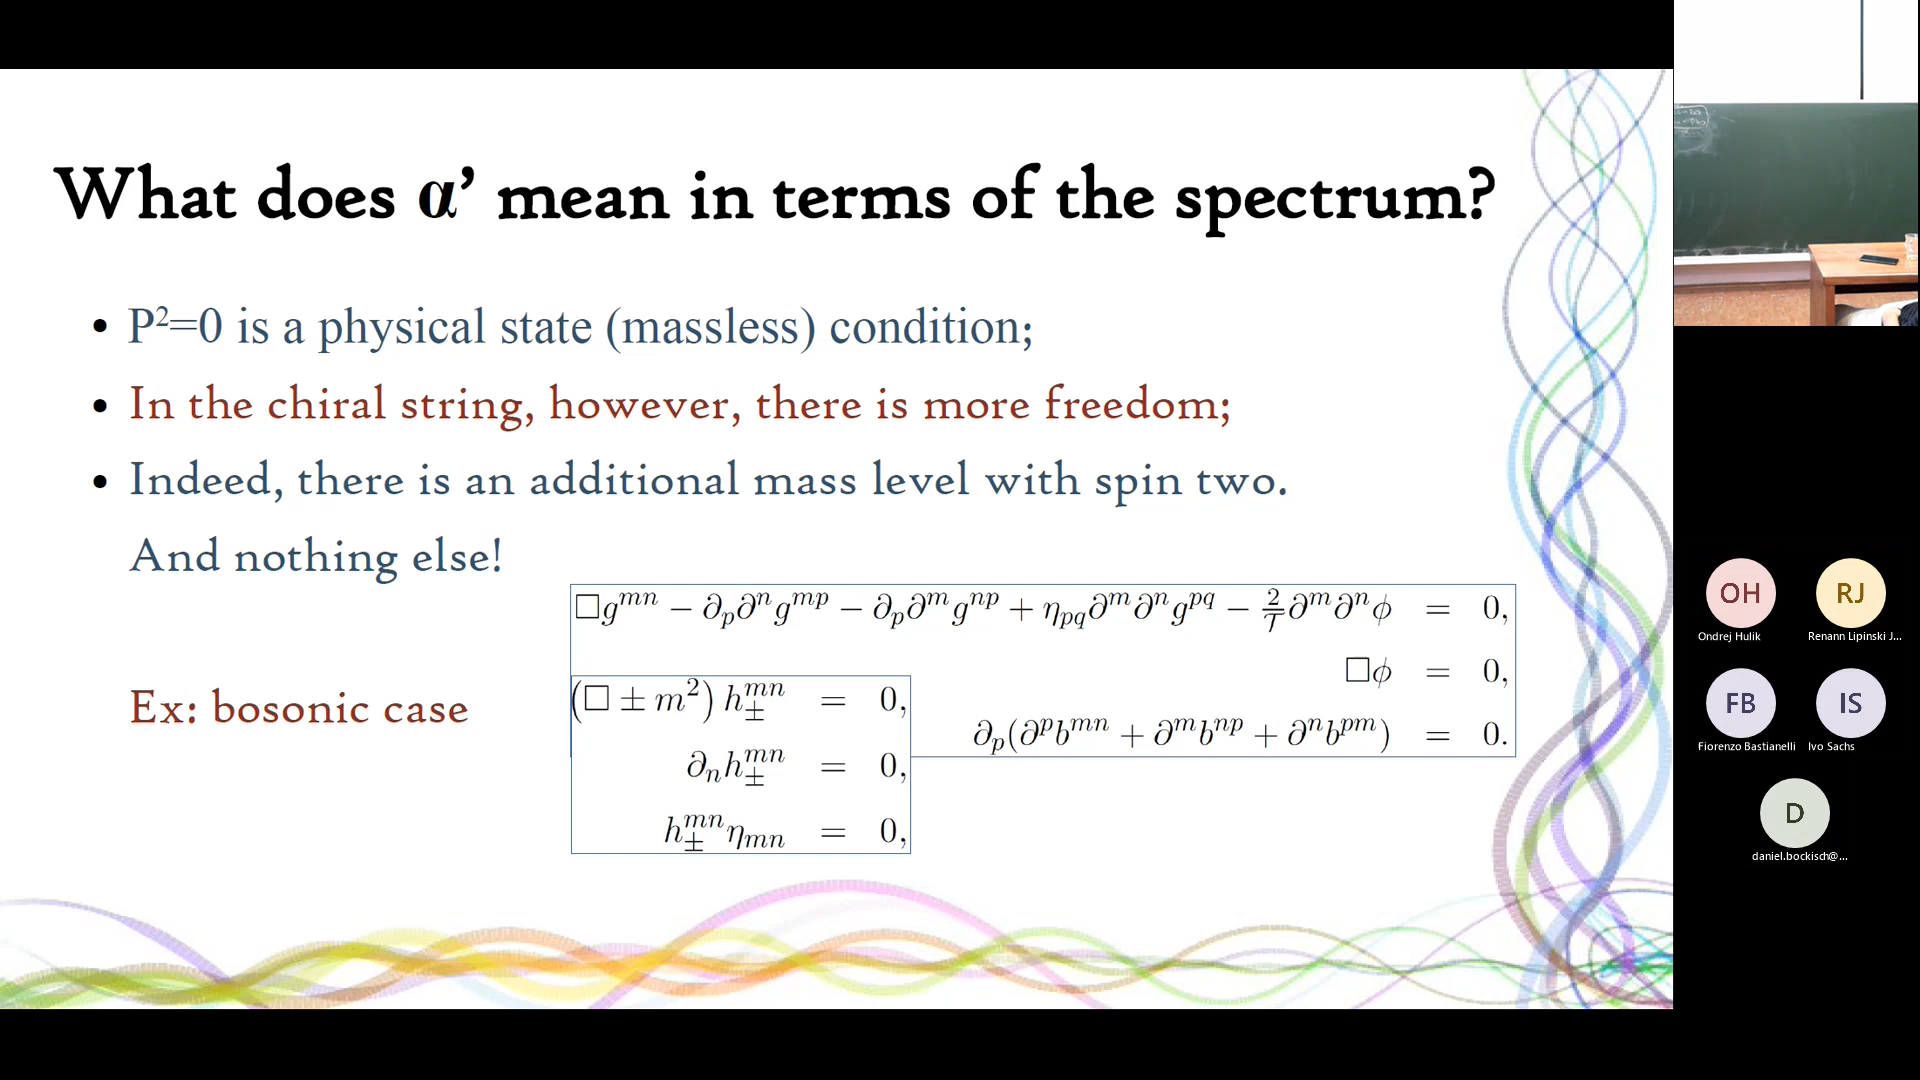 What does α’ mean in terms of the spectrum?
• P²=0 is a physical state (massless) condition;
• In the chiral string, however, there is more freedom;
• Indeed, there is an additional mass level with spin two.
And nothing else!
□g^{mn} − ∂_p∂^n g^{mp} − ∂_p∂^m g^{np} + η_{pq}∂^m∂^n g^{pq} − \frac{2}{T}∂^m∂^nϕ = 0,
□ϕ = 0,
∂_p(∂^p b^{mn} + ∂^m b^{np} + ∂^n b^{pm}) = 0.
Ex: bosonic case
(□ ± m²) h_±^{mn} = 0,
∂_n h_±^{mn} = 0,
h_±^{mn} η_{mn} = 0,
OH
Ondrej Hulik
RJ
Renann Lipinski J...
FB
Fiorenzo Bastianelli
IS
Ivo Sachs
D
daniel.bockisch@...